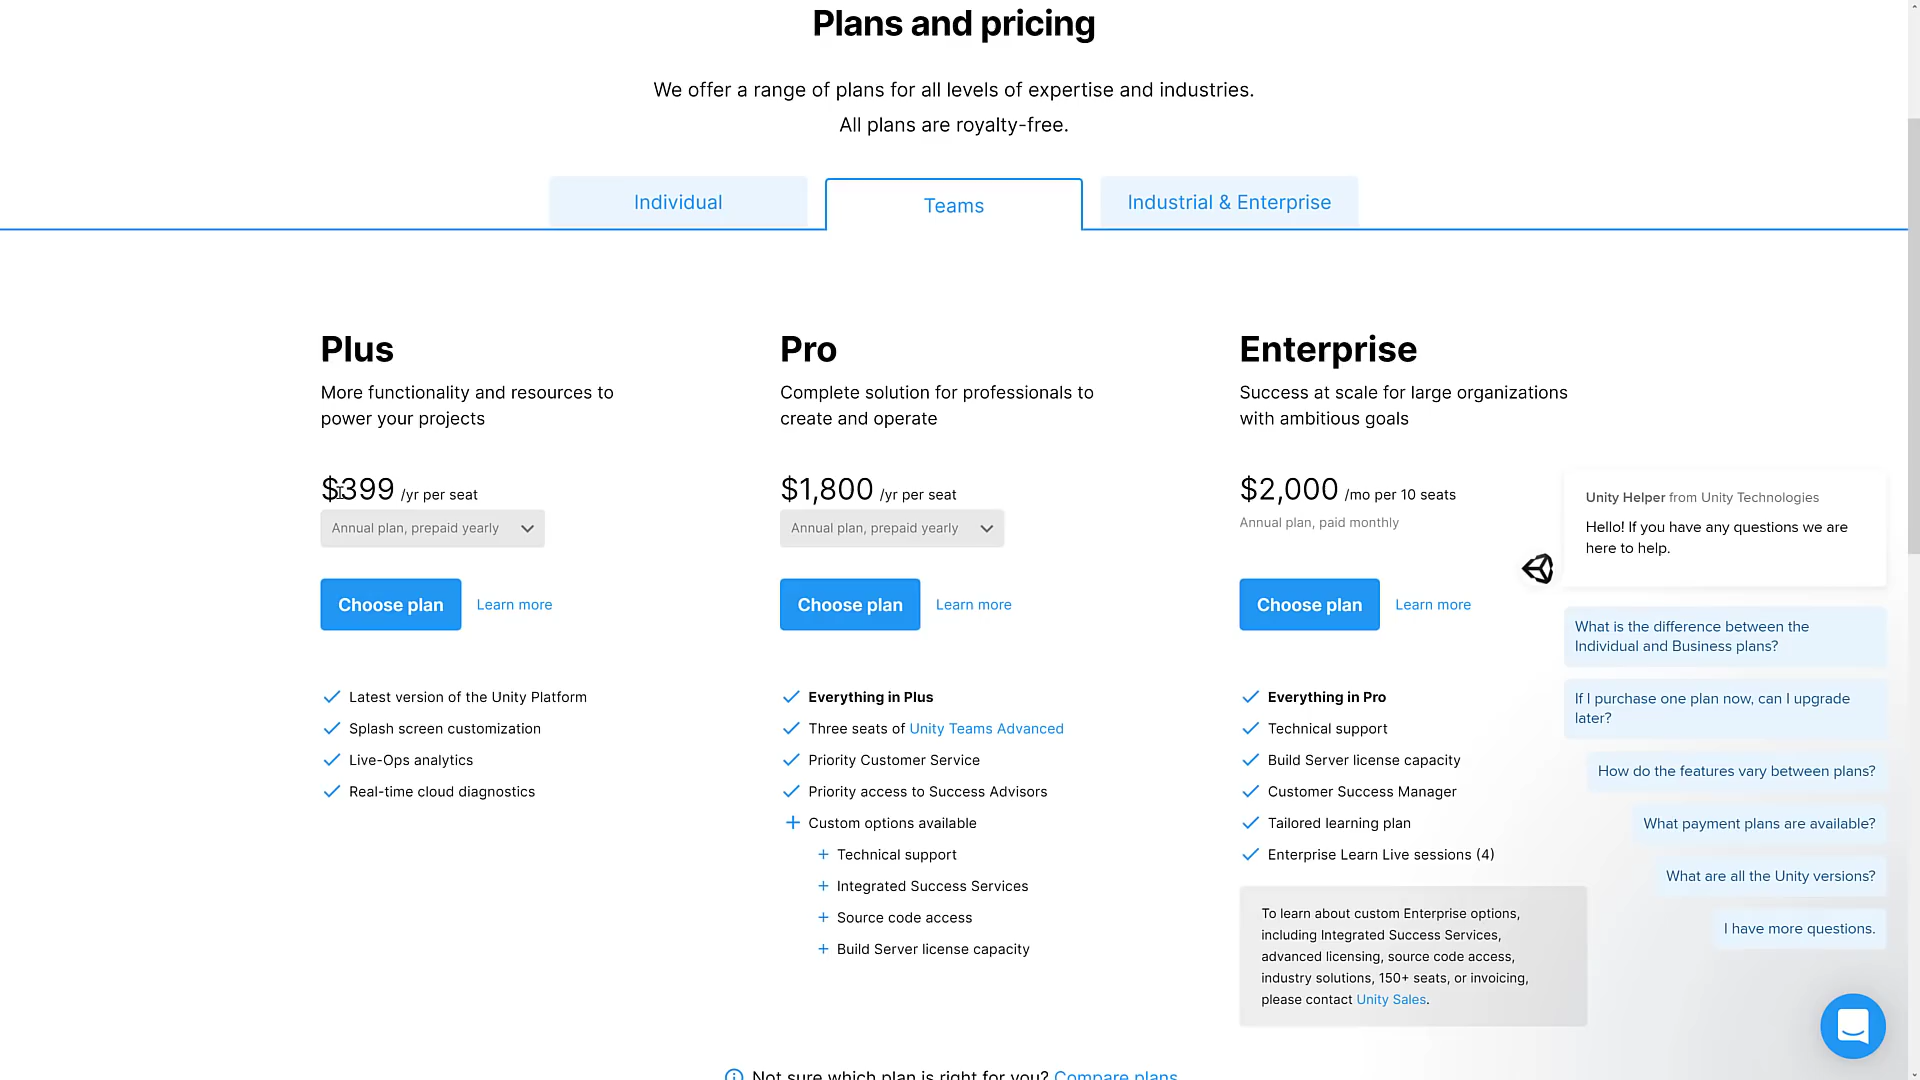 Plans and pricing
We offer a range of plans for all levels of expertise and industries.
All plans are royalty-free.
Individual
Teams
Industrial & Enterprise
Plus
More functionality and resources to
power your projects
$399 /yr per seat
Annual plan, prepaid yearly
Choose plan
Learn more
Latest version of the Unity Platform
Splash screen customization
Live-Ops analytics
Real-time cloud diagnostics
Pro
Complete solution for professionals to
create and operate
$1,800 /yr per seat
Annual plan, prepaid yearly
Choose plan
Learn more
Everything in Plus
Three seats of Unity Teams Advanced
Priority Customer Service
Priority access to Success Advisors
Custom options available
Technical support
Integrated Success Services
Source code access
Build Server license capacity
Enterprise
Success at scale for large organizations
with ambitious goals
$2,000 /mo per 10 seats
Annual plan, paid monthly
Choose plan
Learn more
Everything in Pro
Technical support
Build Server license capacity
Customer Success Manager
Tailored learning plan
Enterprise Learn Live sessions (4)
To learn about custom Enterprise options,
including Integrated Success Services,
advanced licensing, source code access,
industry solutions, 150+ seats, or invoicing,
please contact Unity Sales.
Unity Helper from Unity Technologies
Hello! If you have any questions we are
here to help.
What is the difference between the
Individual and Business plans?
If I purchase one plan now, can I upgrade
later?
How do the features vary between plans?
What payment plans are available?
What are all the Unity versions?
I have more questions.
Not sure which plan is right for you? Compare plans